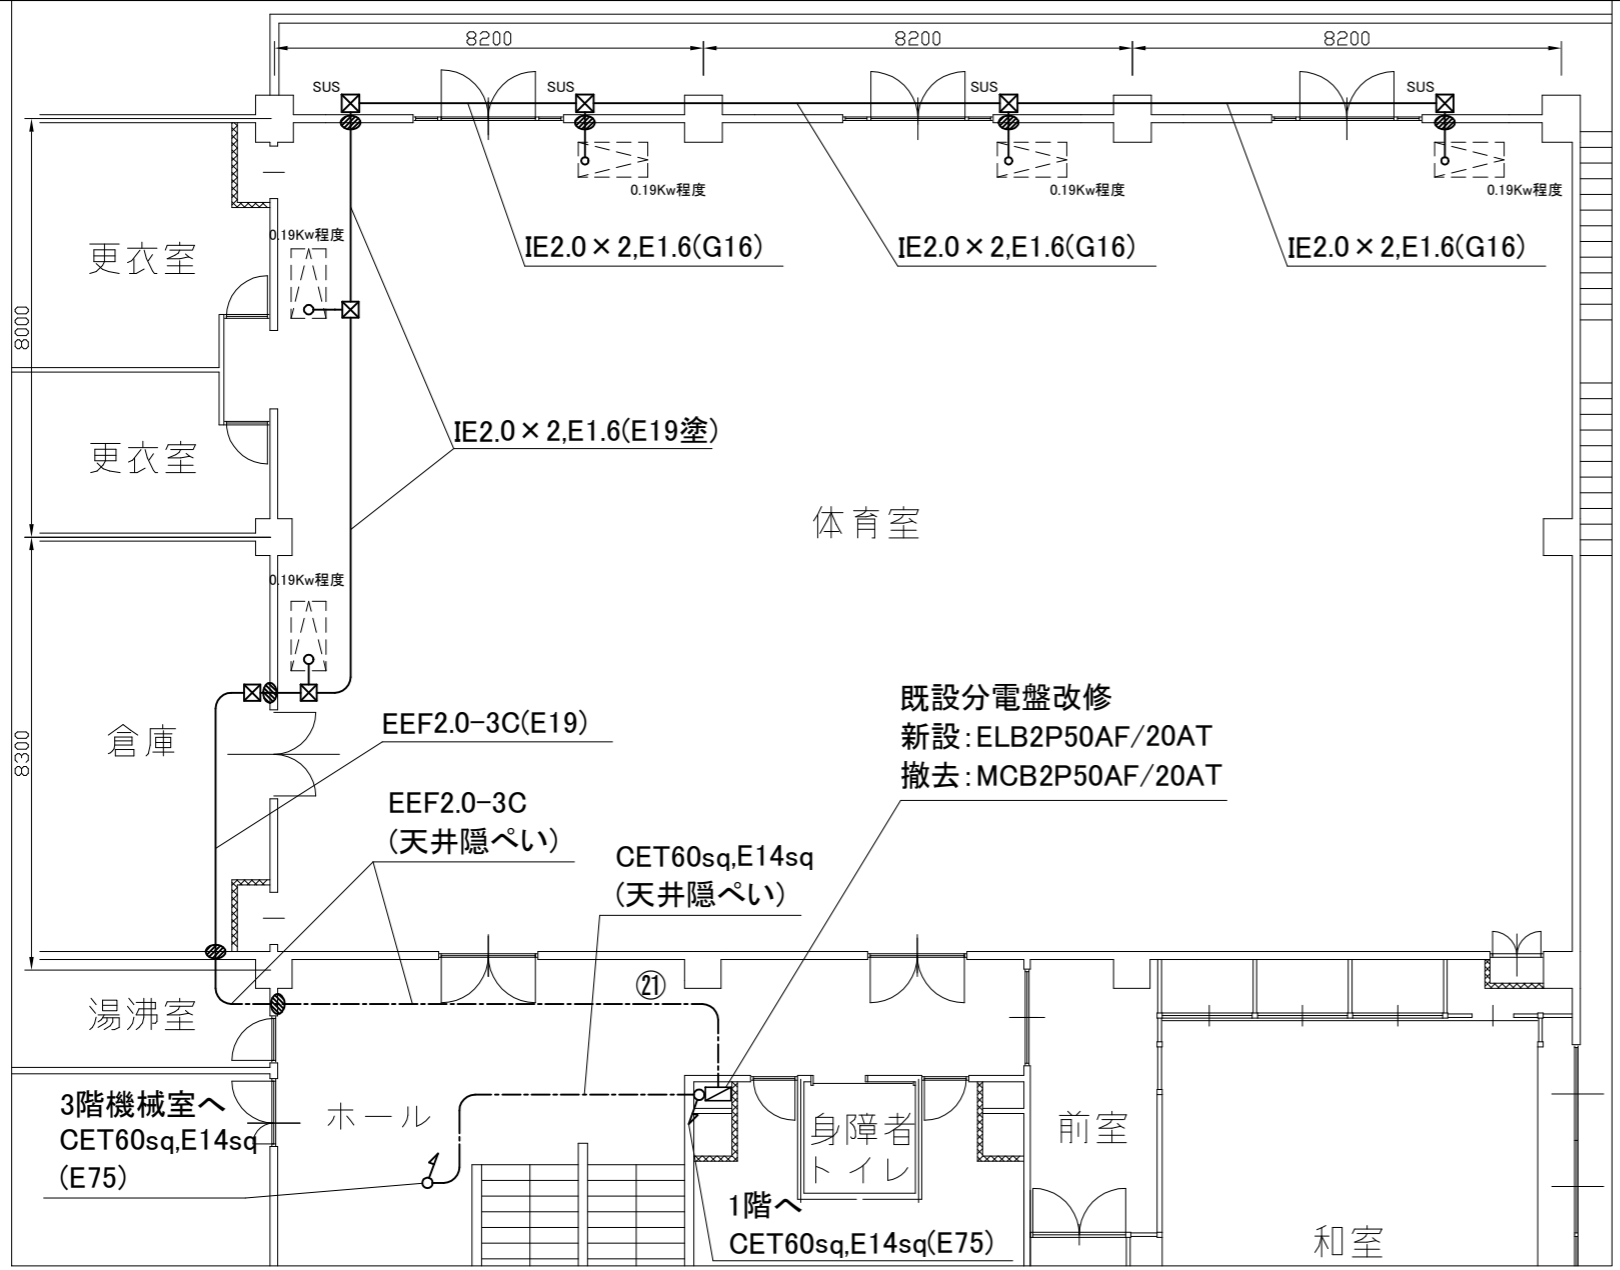 8200
8200
8200
SUS
SUS
SUS
SUS
0.19Kw程度
0.19Kw程度
0.19Kw程度
IE2.0×2,E1.6(G16)
IE2.0×2,E1.6(G16)
IE2.0×2,E1.6(G16)
0.19Kw程度
更衣室
8000
IE2.0×2,E1.6(E19塗)
更衣室
体育室
0.19Kw程度
既設分電盤改修
新設:ELB2P50AF/20AT
撤去:MCB2P50AF/20AT
EEF2.0-3C(E19)
倉庫
8300
EEF2.0-3C
(天井隠ぺい)
CET60sq,E14sq
(天井隠ぺい)
㉑
湯沸室
3階機械室へ
CET60sq,E14sq
(E75)
ホール
身障者
トイレ
前室
1階へ
CET60sq,E14sq(E75)
和室